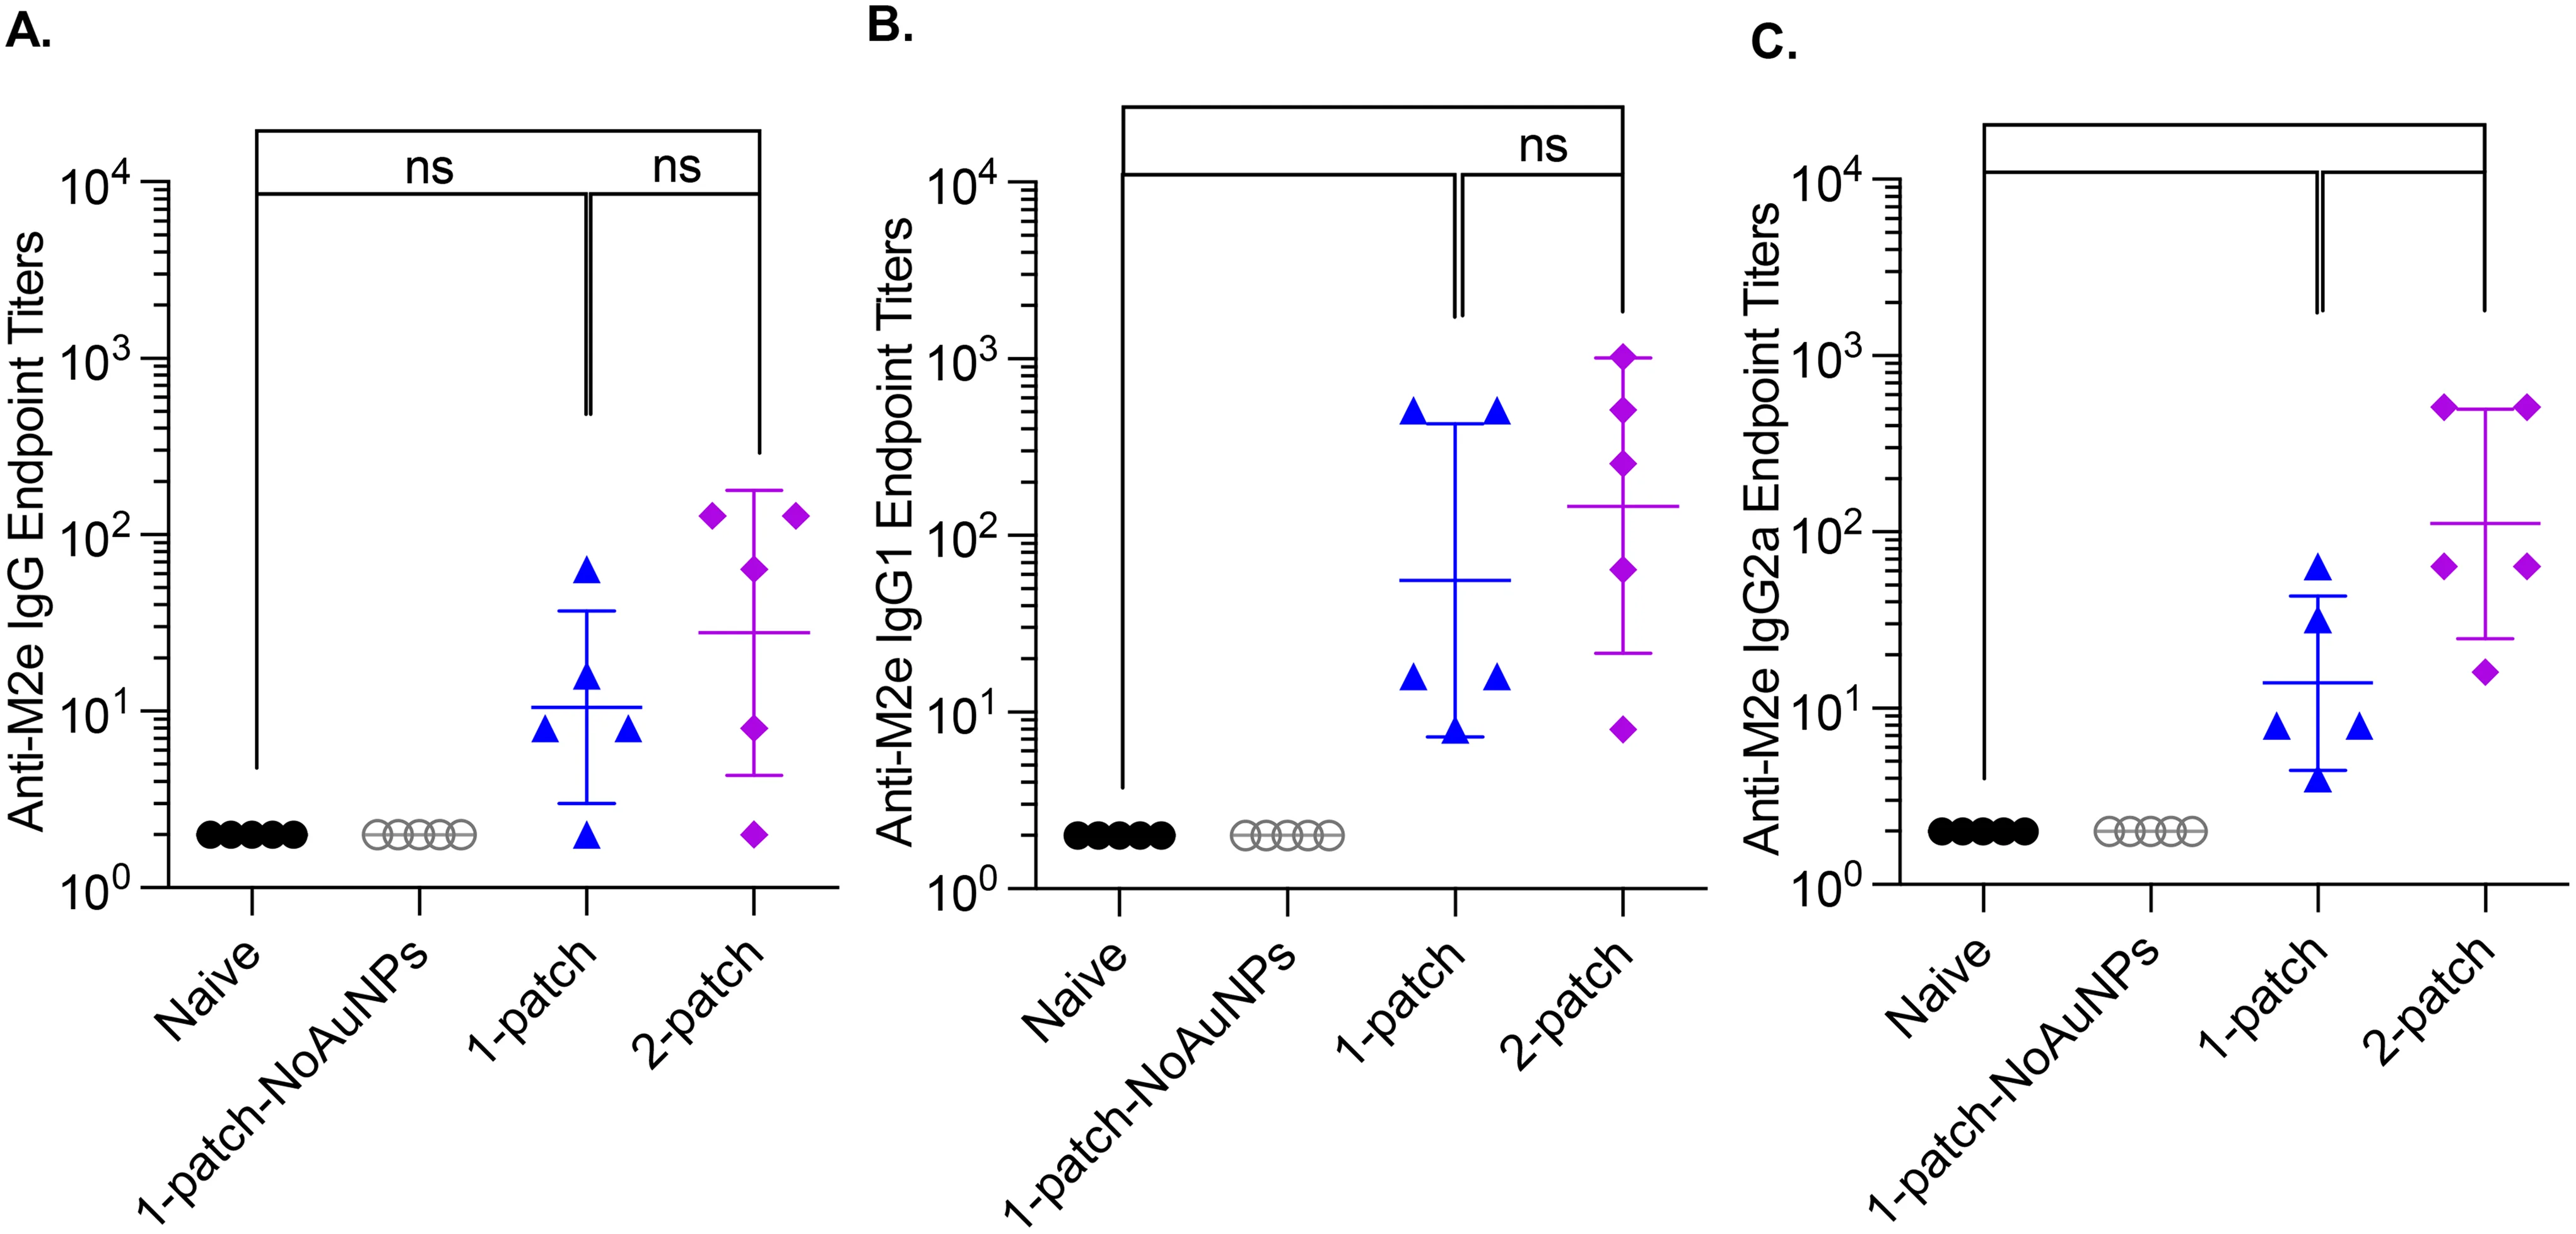 A.
Anti-M2e IgG Endpoint Titers
10^4
10^3
10^2
10^1
10^0
ns ns
Naive
1-patch-NoAuNPs
1-patch
2-patch
B.
Anti-M2e IgG1 Endpoint Titers
10^4
10^3
10^2
10^1
10^0
ns
Naive
1-patch-NoAuNPs
1-patch
2-patch
C.
Anti-M2e IgG2a Endpoint Titers
10^4
10^3
10^2
10^1
10^0
Naive
1-patch-NoAuNPs
1-patch
2-patch